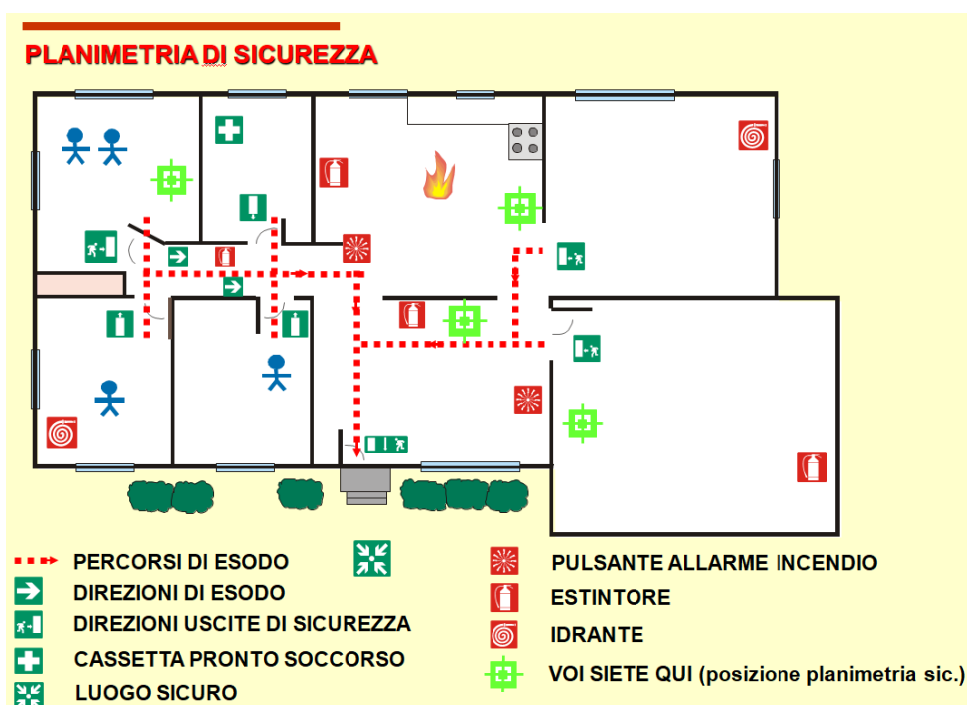 PLANIMETRIA DI SICUREZZA
PERCORSI DI ESODO
DIREZIONI DI ESODO
DIREZIONI USCITE DI SICUREZZA
CASSETTA PRONTO SOCCORSO
LUOGO SICURO
PULSANTE ALLARME INCENDIO
ESTINTORE
IDRANTE
VOI SIETE QUI (posizione planimetria sic.)